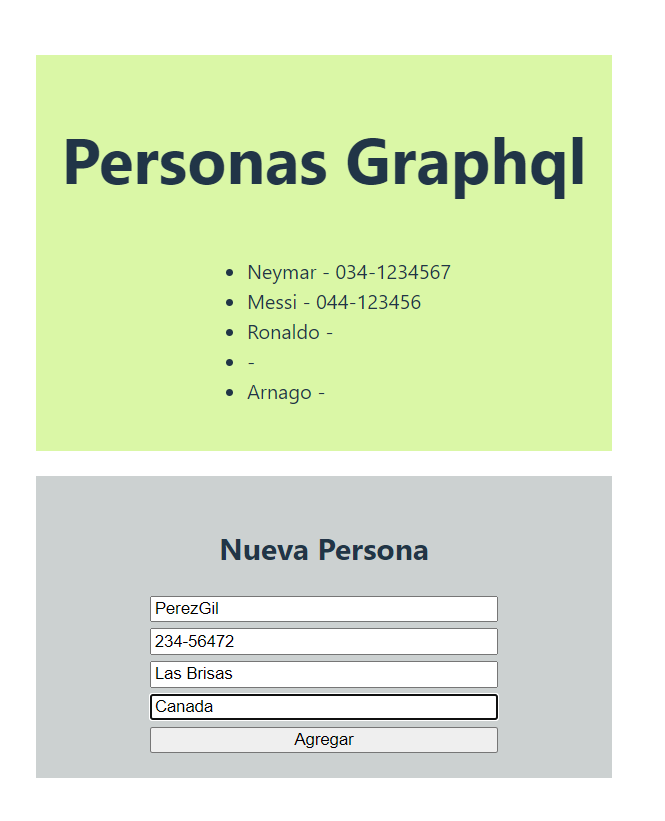 Personas Graphql
• Neymar - 034-1234567
• Messi - 044-123456
• Ronaldo -
• -
• Arnago -
Nueva Persona
PerezGil
234-56472
Las Brisas
Canada
Agregar